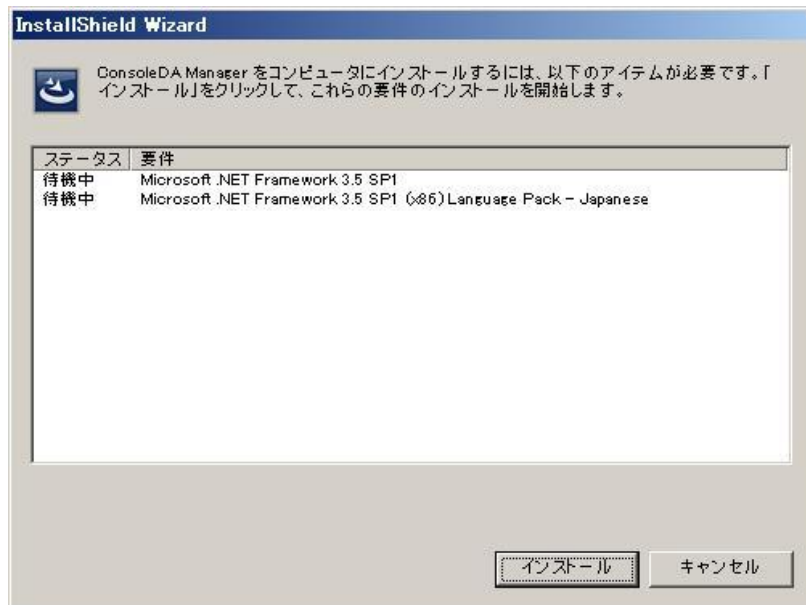 InstallShield Wizard
ConsoleDA Manager をコンピュータにインストールするには、以下のアイテムが必要です。「
インストール」をクリックして、これらの要件のインストールを開始します。
ステータス 要件
待機中 Microsoft .NET Framework 3.5 SP1
待機中 Microsoft .NET Framework 3.5 SP1 (x86) Language Pack - Japanese
インストール キャンセル